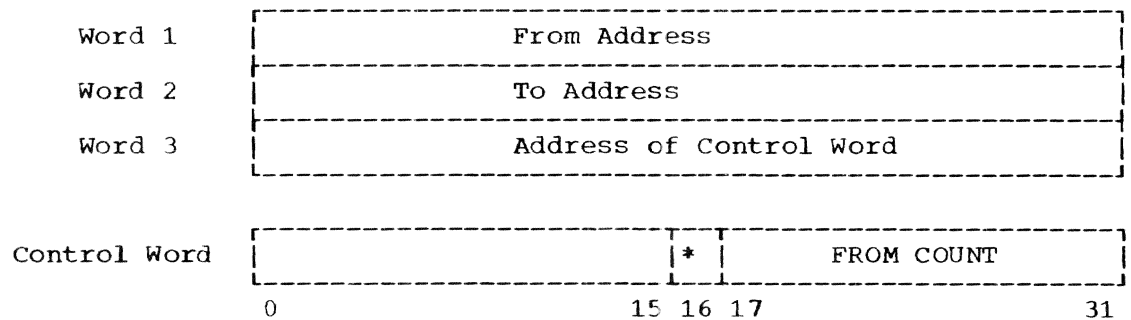 Word 1 From Address
Word 2 To Address
Word 3 Address of Control Word
Control Word * FROM COUNT
0 15 16 17 31